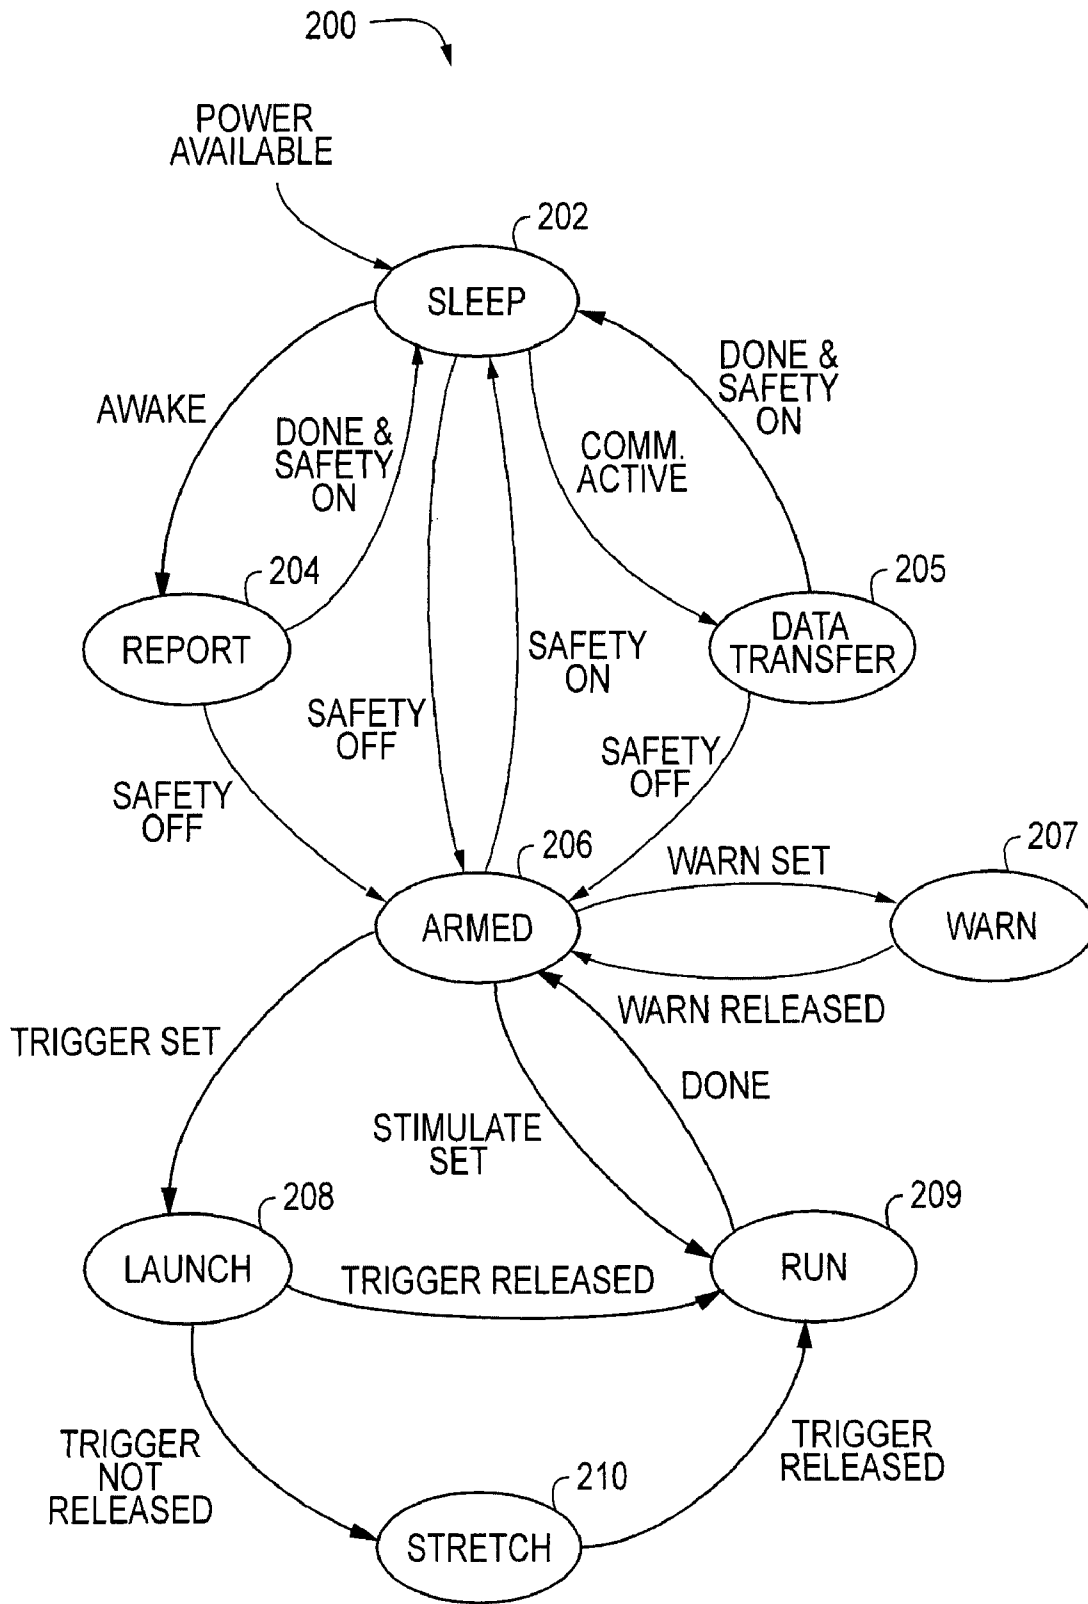 200
POWER
AVAILABLE
202
SLEEP
AWAKE
DONE &
SAFETY
ON
COMM.
ACTIVE
DONE &
SAFETY
ON
204
REPORT
205
DATA
TRANSFER
SAFETY
ON
SAFETY
OFF
SAFETY
OFF
SAFETY
OFF
206
ARMED
WARN SET
207
WARN
WARN RELEASED
TRIGGER SET
STIMULATE
SET
DONE
208
LAUNCH
TRIGGER RELEASED
209
RUN
TRIGGER
NOT
RELEASED
TRIGGER
RELEASED
210
STRETCH